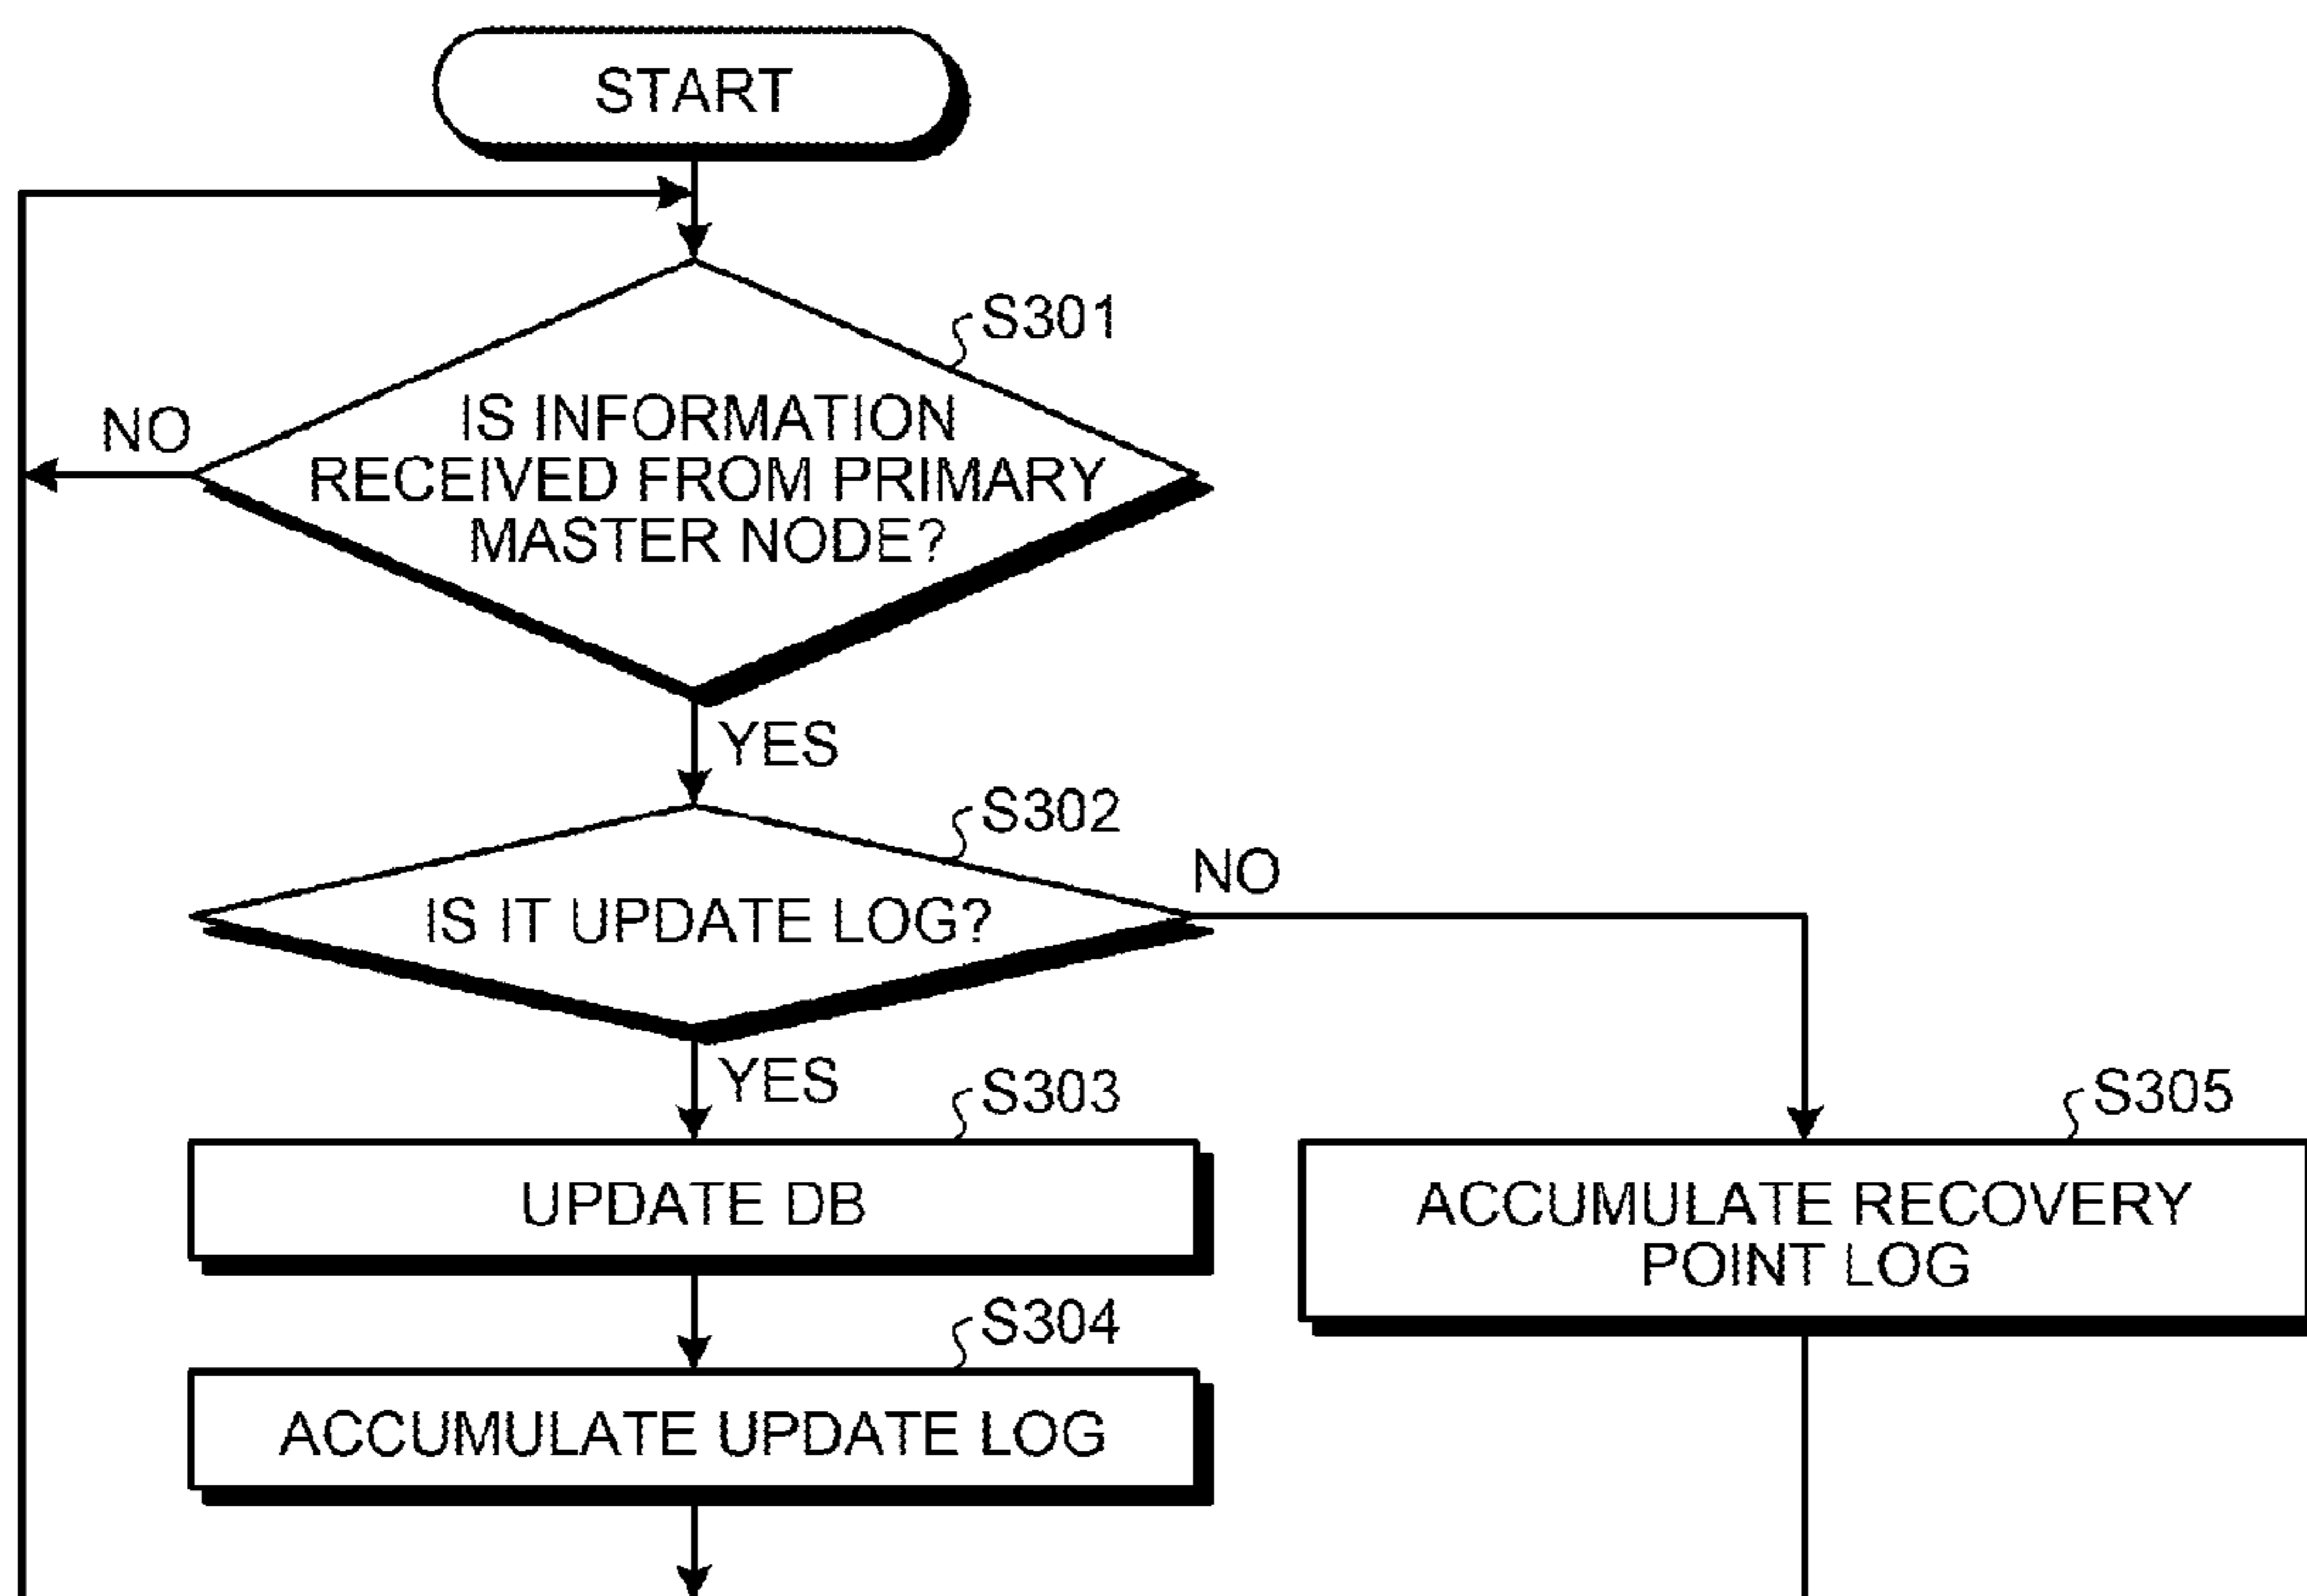 START
S301
NO
IS INFORMATION
RECEIVED FROM PRIMARY
MASTER NODE?
YES
S302
NO
IS IT UPDATE LOG?
YES
S303
S305
UPDATE DB
ACCUMULATE RECOVERY
POINT LOG
S304
ACCUMULATE UPDATE LOG